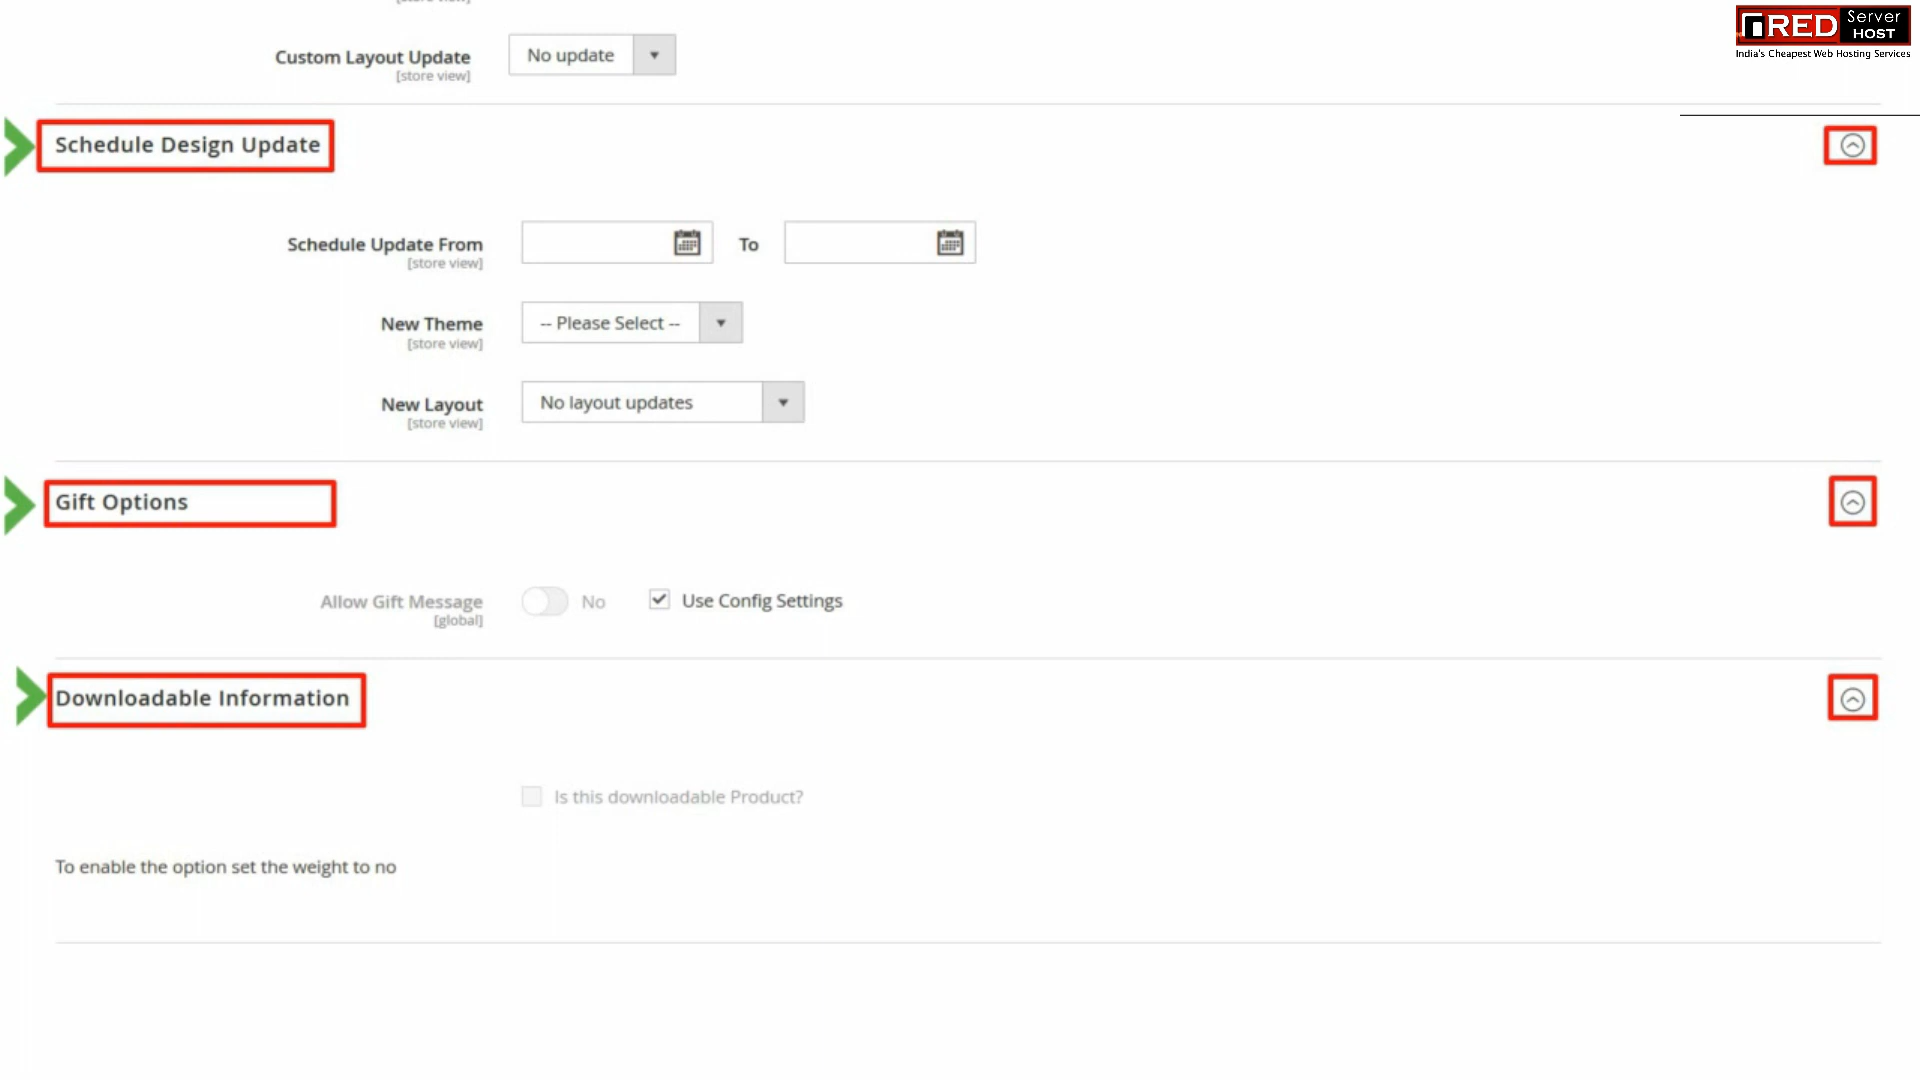 [store view]
Custom Layout Update
No update
[store view]
RED Server HOST
India's Cheapest Web Hosting Services
Schedule Design Update
Schedule Update From
To
[store view]
New Theme
-- Please Select --
[store view]
New Layout
No layout updates
[store view]
Gift Options
Allow Gift Message
No
Use Config Settings
[global]
Downloadable Information
Is this downloadable Product?
To enable the option set the weight to no